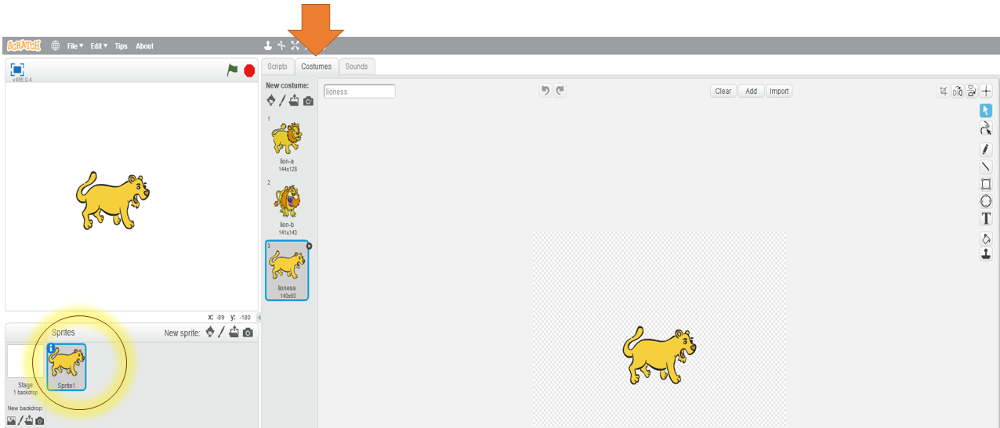 SCRATCH File Edit Tips About
v456.0.4
Scripts Costumes Sounds
New costume:
lioness
Clear Add Import
1
lion-a
144x128
2
lion-b
141x143
3
lioness
140x93
T
x: -89 y: -180
Sprites New sprite:
Stage
1 backdrop
Sprite1
New backdrop: